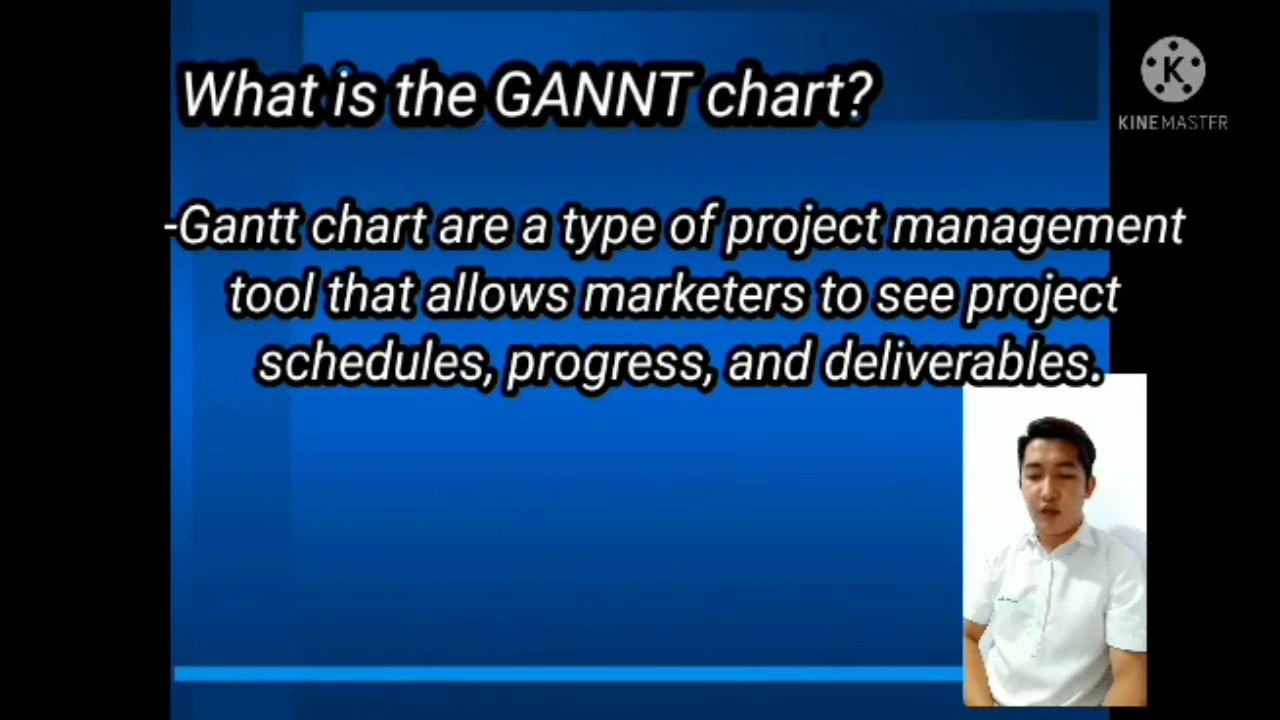 What is the GANNT chart?
K
KINEMASTER
-Gantt chart are a type of project management
tool that allows marketers to see project
schedules, progress, and deliverables.